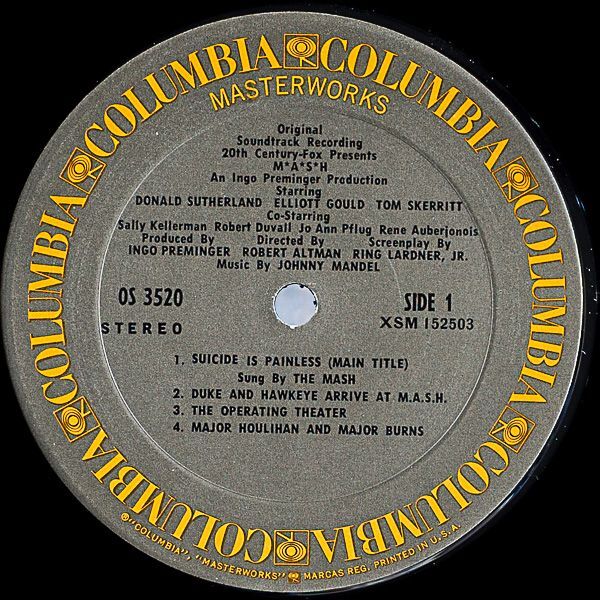 COLUMBIA COLUMBIA COLUMBIA COLUMBIA COLUMBIA COLUMBIA COLUMBIA COLUMBIA
MASTERWORKS
Original
Soundtrack Recording
20th Century-Fox Presents
M*A*S*H
An Ingo Preminger Production
Starring
DONALD SUTHERLAND ELLIOTT GOULD TOM SKERRITT
Co-Starring
Sally Kellerman Robert Duvall Jo Ann Pflug Rene Auberjonois
Produced By Directed By Screenplay By
INGO PREMINGER ROBERT ALTMAN RING LARDNER, JR.
Music By JOHNNY MANDEL
OS 3520 SIDE 1
STEREO XSM 152503
1. SUICIDE IS PAINLESS (MAIN TITLE)
Sung By THE MASH
2. DUKE AND HAWKEYE ARRIVE AT M.A.S.H.
3. THE OPERATING THEATER
4. MAJOR HOULIHAN AND MAJOR BURNS
℗"COLUMBIA", "MASTERWORKS" MARCAS REG. PRINTED IN U.S.A.